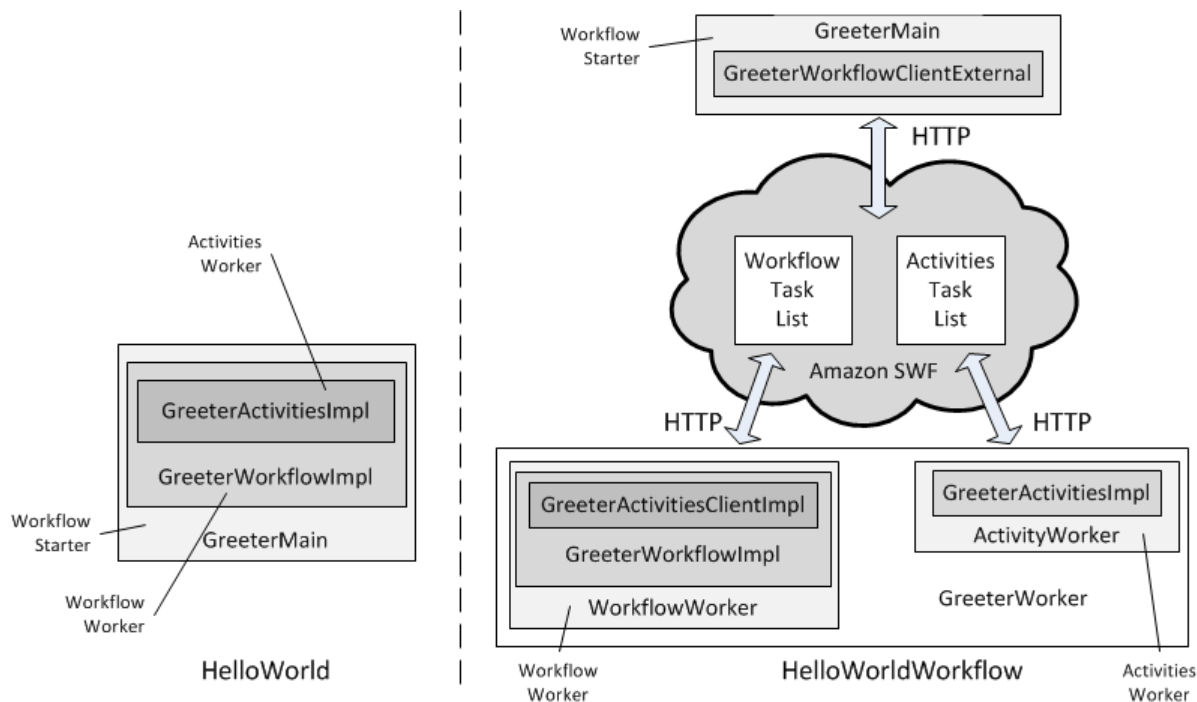 Activities
Worker
GreeterActivitiesImpl
GreeterWorkflowImpl
Workflow
Starter
GreeterMain
Workflow
Worker
HelloWorld
Workflow
Starter
GreeterMain
GreeterWorkflowClientExternal
HTTP
Workflow
Task
List
Activities
Task
List
Amazon SWF
HTTP
HTTP
GreeterActivitiesClientImpl
GreeterWorkflowImpl
WorkflowWorker
GreeterActivitiesImpl
ActivityWorker
GreeterWorker
Workflow
Worker
HelloWorldWorkflow
Activities
Worker